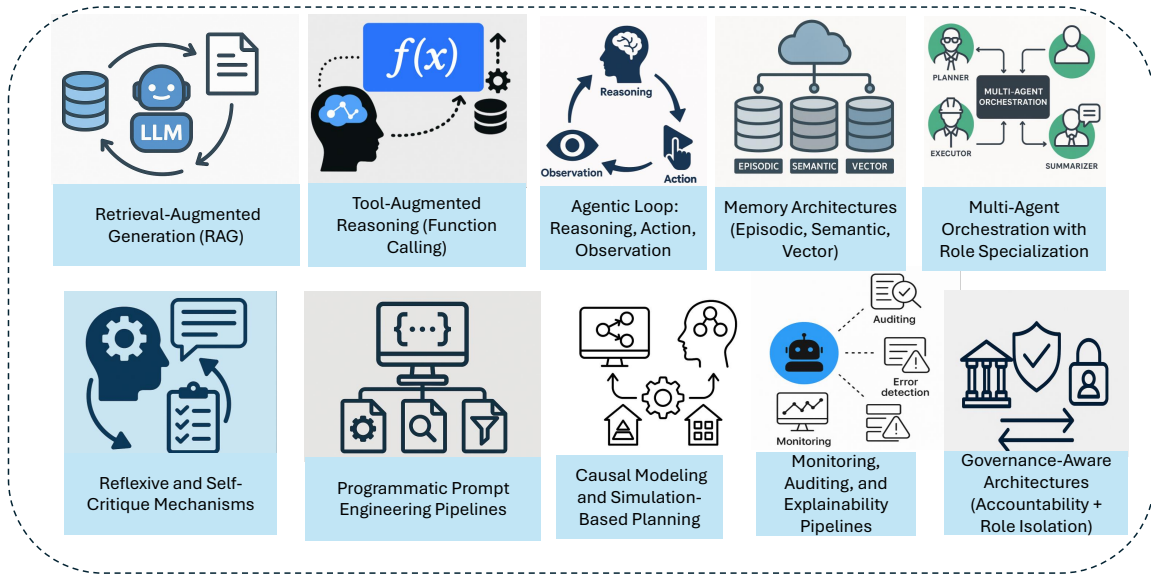 LLM
Retrieval-Augmented
Generation (RAG)
f(x)
Tool-Augmented
Reasoning (Function
Calling)
Reasoning
Observation
Action
Agentic Loop:
Reasoning, Action,
Observation
EPISODIC
SEMANTIC
VECTOR
Memory Architectures
(Episodic, Semantic,
Vector)
PLANNER
MULTI-AGENT
ORCHESTRATION
EXECUTOR
SUMMARIZER
Multi-Agent
Orchestration with
Role Specialization
Reflexive and Self-
Critique Mechanisms
{...}
Programmatic Prompt
Engineering Pipelines
Causal Modeling
and Simulation-
Based Planning
Auditing
Error
detection
Monitoring
Monitoring,
Auditing, and
Explainability
Pipelines
Governance-Aware
Architectures
(Accountability +
Role Isolation)